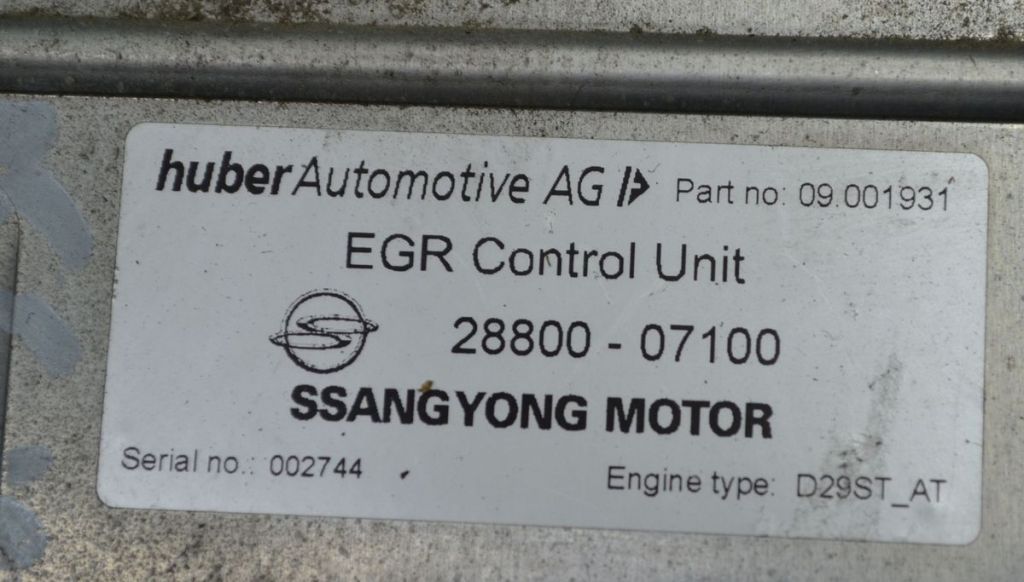 huber Automotive AG Part no: 09.001931
EGR Control Unit
28800 - 07100
SSANGYONG MOTOR
Serial no.: 002744 Engine type: D29ST_AT